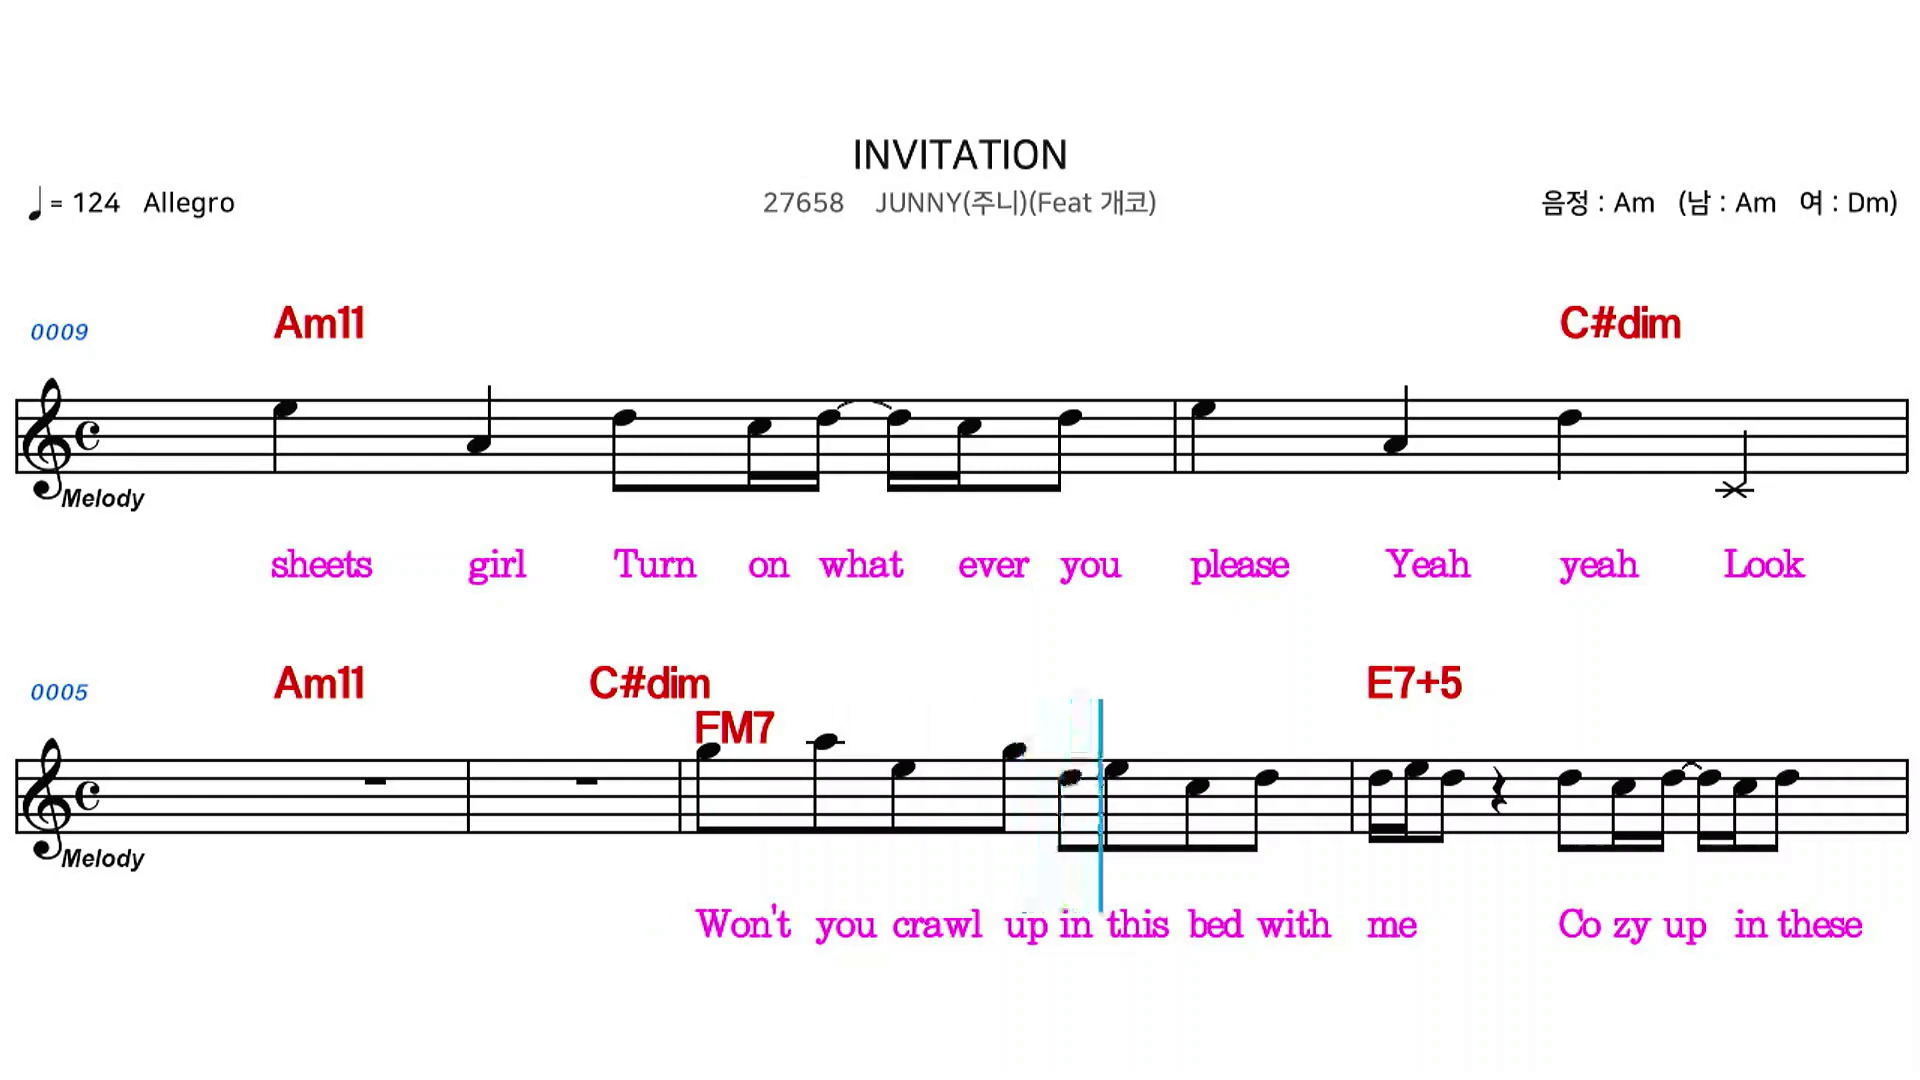 INVITATION
♩= 124 Allegro
27658 JUNNY(주니)(Feat 개코)
음정 : Am (남 : Am 여 : Dm)
0009 Am11 C#dim
Melody
sheets girl Turn on what ever you please Yeah yeah Look
0005 Am11 C#dim E7+5
FM7
Melody
Won't you crawl up in this bed with me Co zy up in these